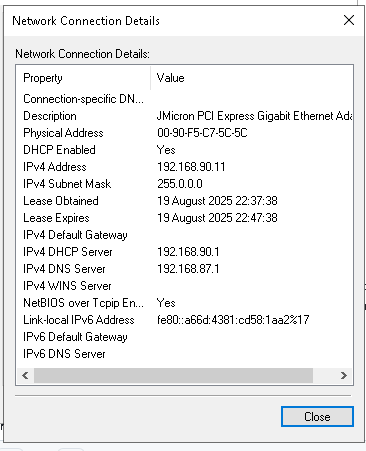 Network Connection Details
Network Connection Details:
Property Value
Connection-specific DN...
Description JMicron PCI Express Gigabit Ethernet Ada
Physical Address 00-90-F5-C7-5C-5C
DHCP Enabled Yes
IPv4 Address 192.168.90.11
IPv4 Subnet Mask 255.0.0.0
Lease Obtained 19 August 2025 22:37:38
Lease Expires 19 August 2025 22:47:38
IPv4 Default Gateway
IPv4 DHCP Server 192.168.90.1
IPv4 DNS Server 192.168.87.1
IPv4 WINS Server
NetBIOS over Tcpip En... Yes
Link-local IPv6 Address fe80::a66d:4381:cd58:1aa2%17
IPv6 Default Gateway
IPv6 DNS Server
Close